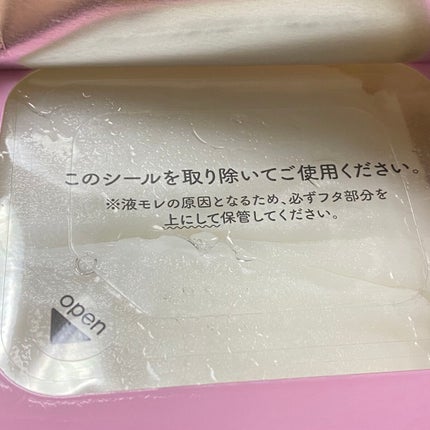 このシールを取り除いてご使用ください。
※液モレの原因となるため、必ずフタ部分を
上にして保管してください。
open